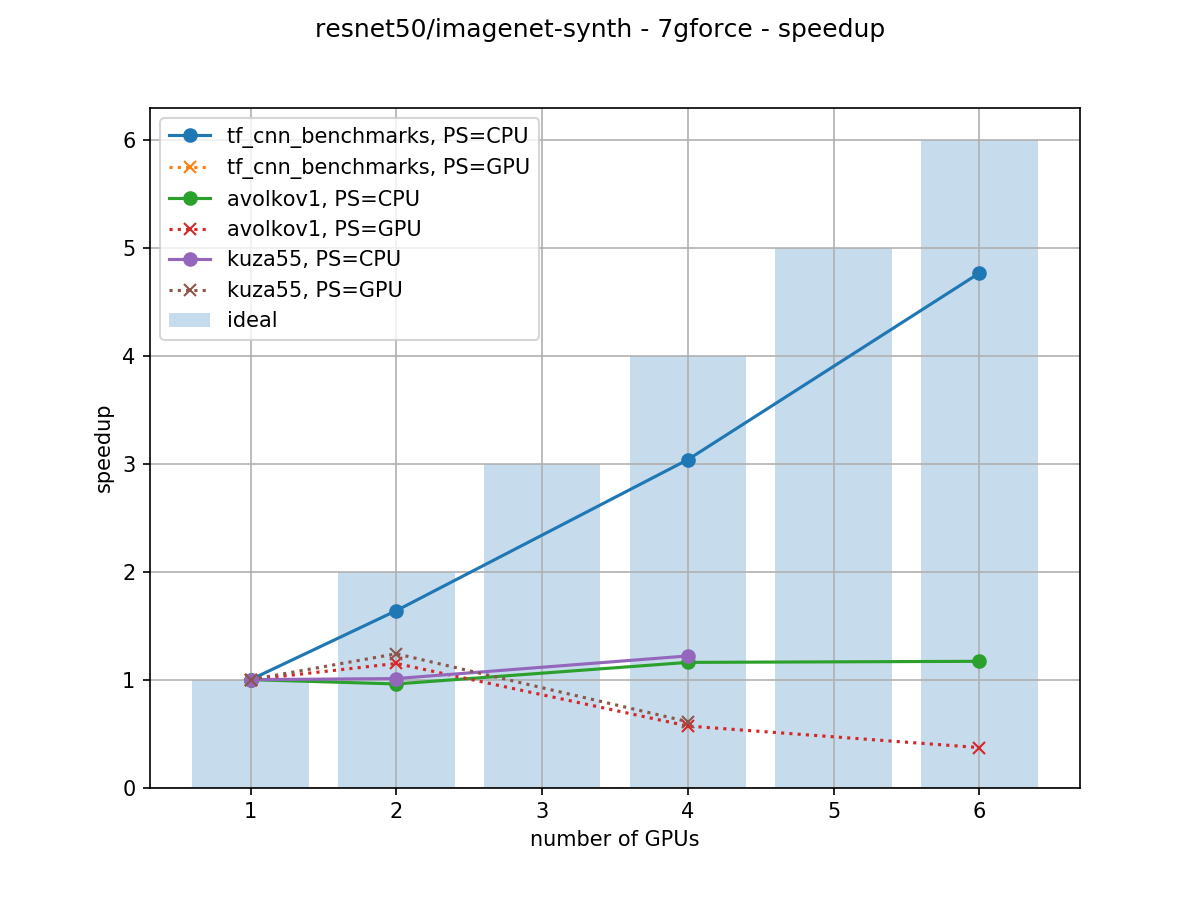 resnet50/imagenet-synth - 7gforce - speedup
tf_cnn_benchmarks, PS=CPU
tf_cnn_benchmarks, PS=GPU
avolkov1, PS=CPU
avolkov1, PS=GPU
kuza55, PS=CPU
kuza55, PS=GPU
ideal
6
5
4
3
2
1
0
speedup
1 2 3 4 5 6
number of GPUs